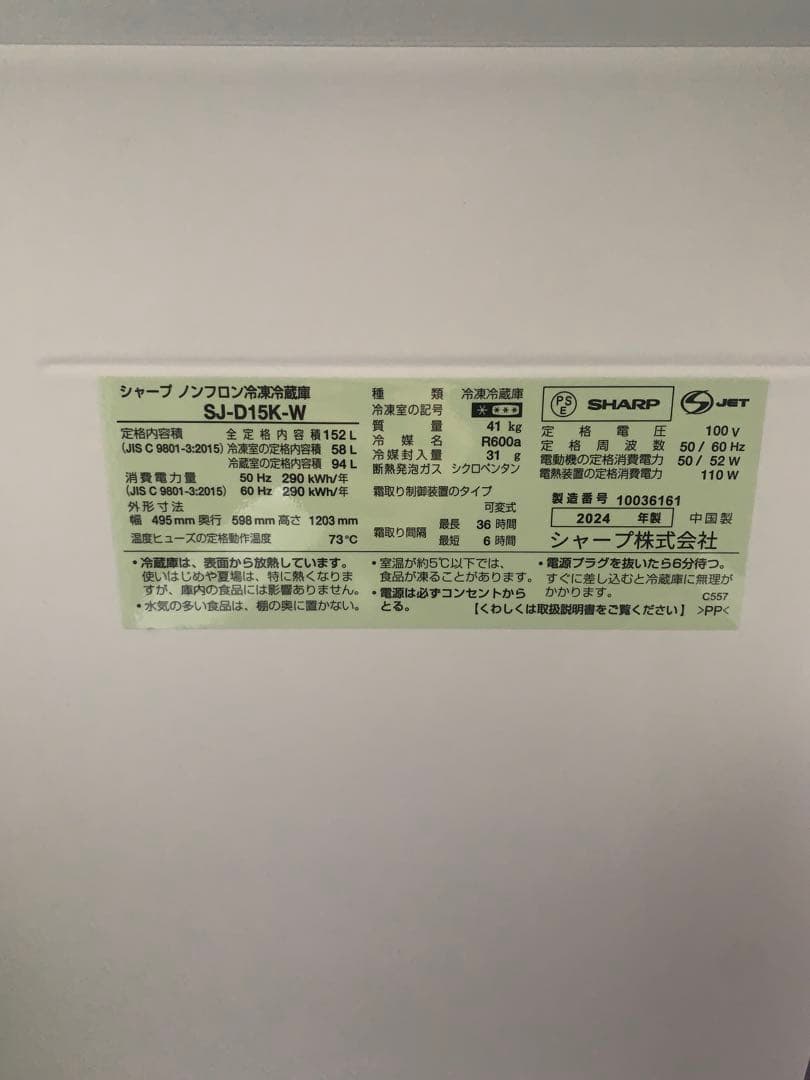 シャープ ノンフロン冷凍冷蔵庫
SJ-D15K-W
定格内容積 全定格内容積 152 L
(JIS C 9801-3:2015) 冷凍室の定格内容積 58 L
冷蔵室の定格内容積 94 L
消費電力量 50 Hz 290 kWh/年
(JIS C 9801-3:2015) 60 Hz 290 kWh/年
外形寸法
幅 495 mm 奥行 598 mm 高さ 1203 mm
温度ヒューズの定格動作温度 73℃
種類 冷凍冷蔵庫
冷凍室の記号 * ***
質量 41 kg
冷媒名 R600a
冷媒封入量 31 g
断熱発泡ガス シクロペンタン
霜取り制御装置のタイプ
可変式
霜取り間隔 最長 36 時間
最短 6 時間
PSE SHARP JET
定格電圧 100 V
定格周波数 50 / 60 Hz
電動機の定格消費電力 50 / 52 W
電熱装置の定格消費電力 110 W
製造番号 10036161
2024 年製 中国製
シャープ株式会社
・冷蔵庫は、表面から放熱しています。
使いはじめや夏場は、特に熱くなりま
すが、庫内の食品には影響ありません。
・水気の多い食品は、棚の奥に置かない。
・室温が約5℃以下では、
食品が凍ることがあります。
・電源は必ずコンセントから
とる。
・電源プラグを抜いたら6分待つ。
すぐに差し込むと冷蔵庫に無理が
かかります。
C557
【くわしくは取扱説明書をご覧ください】 >PP<